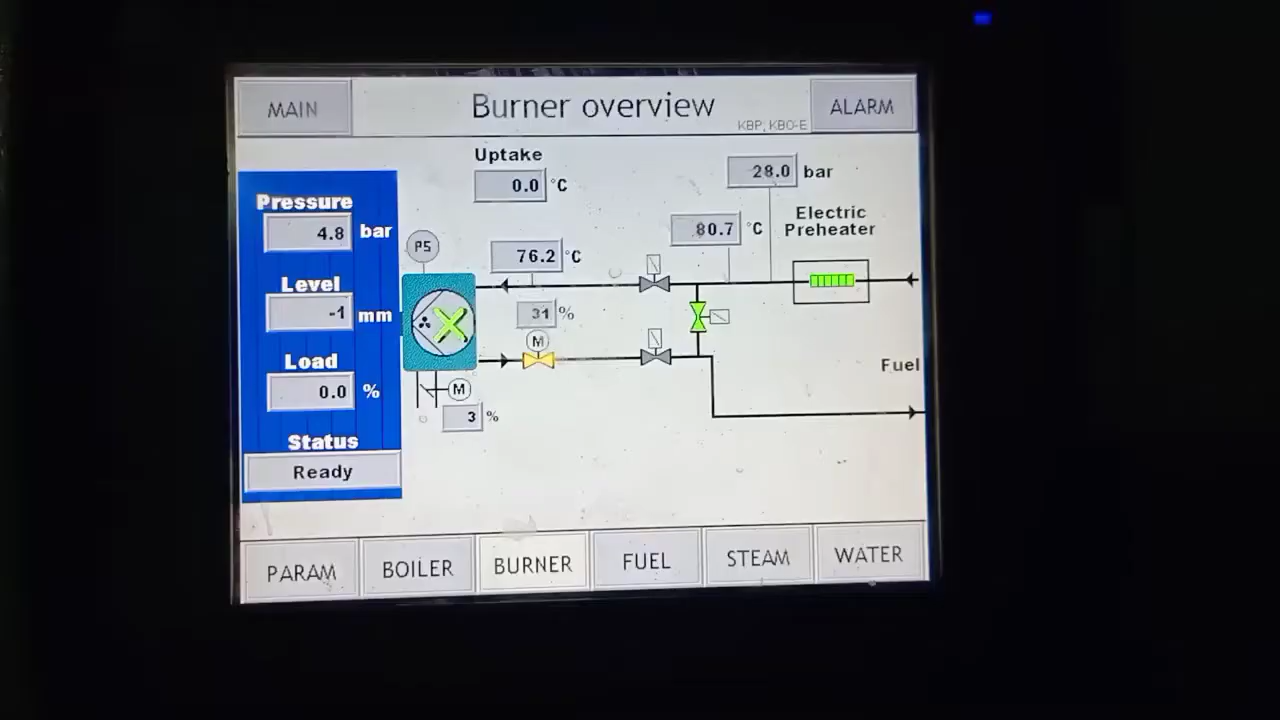 MAIN
Burner overview
KBP, KBO-E
ALARM
Uptake
0.0 °C
28.0 bar
Pressure
4.8 bar
PS
76.2 °C
80.7 °C
Electric
Preheater
Level
-1 mm
31 %
M
Load
0.0 %
M
3 %
Fuel
Status
Ready
PARAM
BOILER
BURNER
FUEL
STEAM
WATER